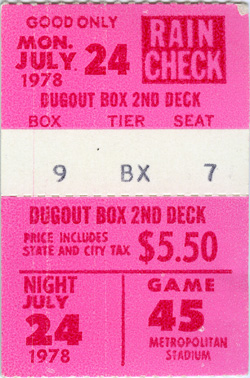 GOOD ONLY
MON. JULY 24 1978
RAIN CHECK
DUGOUT BOX 2ND DECK
BOX TIER SEAT
9 BX 7
DUGOUT BOX 2ND DECK
PRICE INCLUDES
STATE AND CITY TAX $5.50
NIGHT
JULY
24
1978
GAME
45
METROPOLITAN
STADIUM